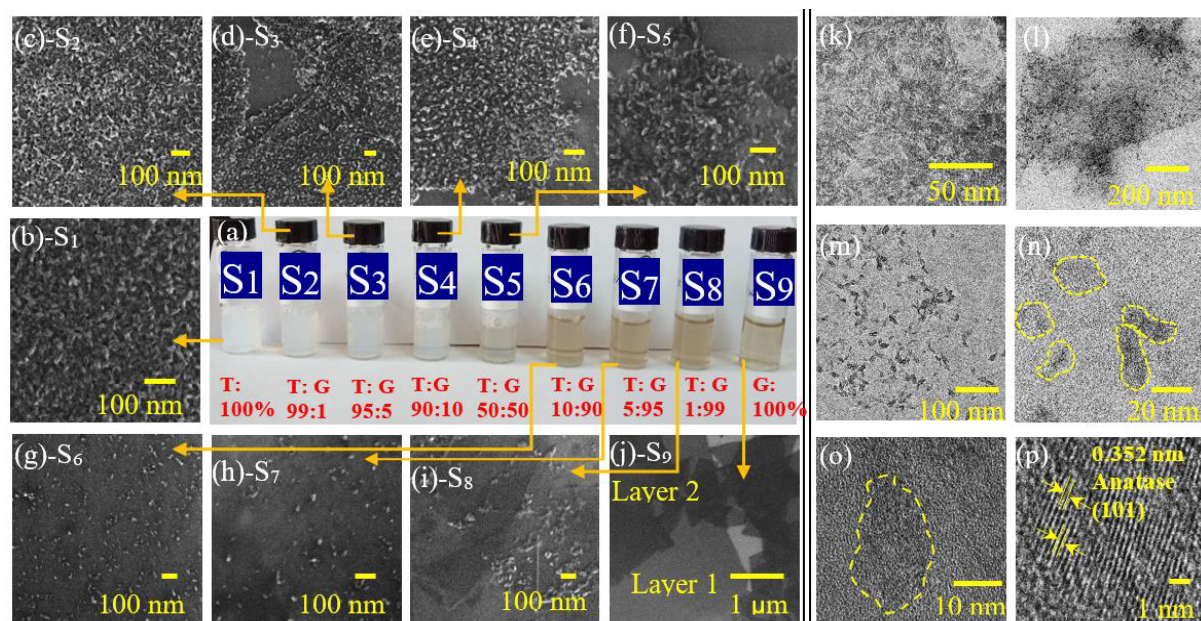 (c)-S₂
100 nm
(d)-S₃
100 nm
(e)-S₄
100 nm
(f)-S₅
100 nm
(b)-S₁
100 nm
(a)
S1 S2 S3 S4 S5 S6 S7 S8 S9
T: T: G T: G T:G T: G T: G T: G T: G G:
100% 99:1 95:5 90:10 50:50 10:90 5:95 1:99 100%
(g)-S₆
100 nm
(h)-S₇
100 nm
(i)-S₈
100 nm
(j)-S₉
Layer 2
Layer 1
1 µm
(k)
50 nm
(l)
200 nm
(m)
100 nm
(n)
20 nm
(o)
10 nm
(p)
0.352 nm
Anatase
(101)
1 nm